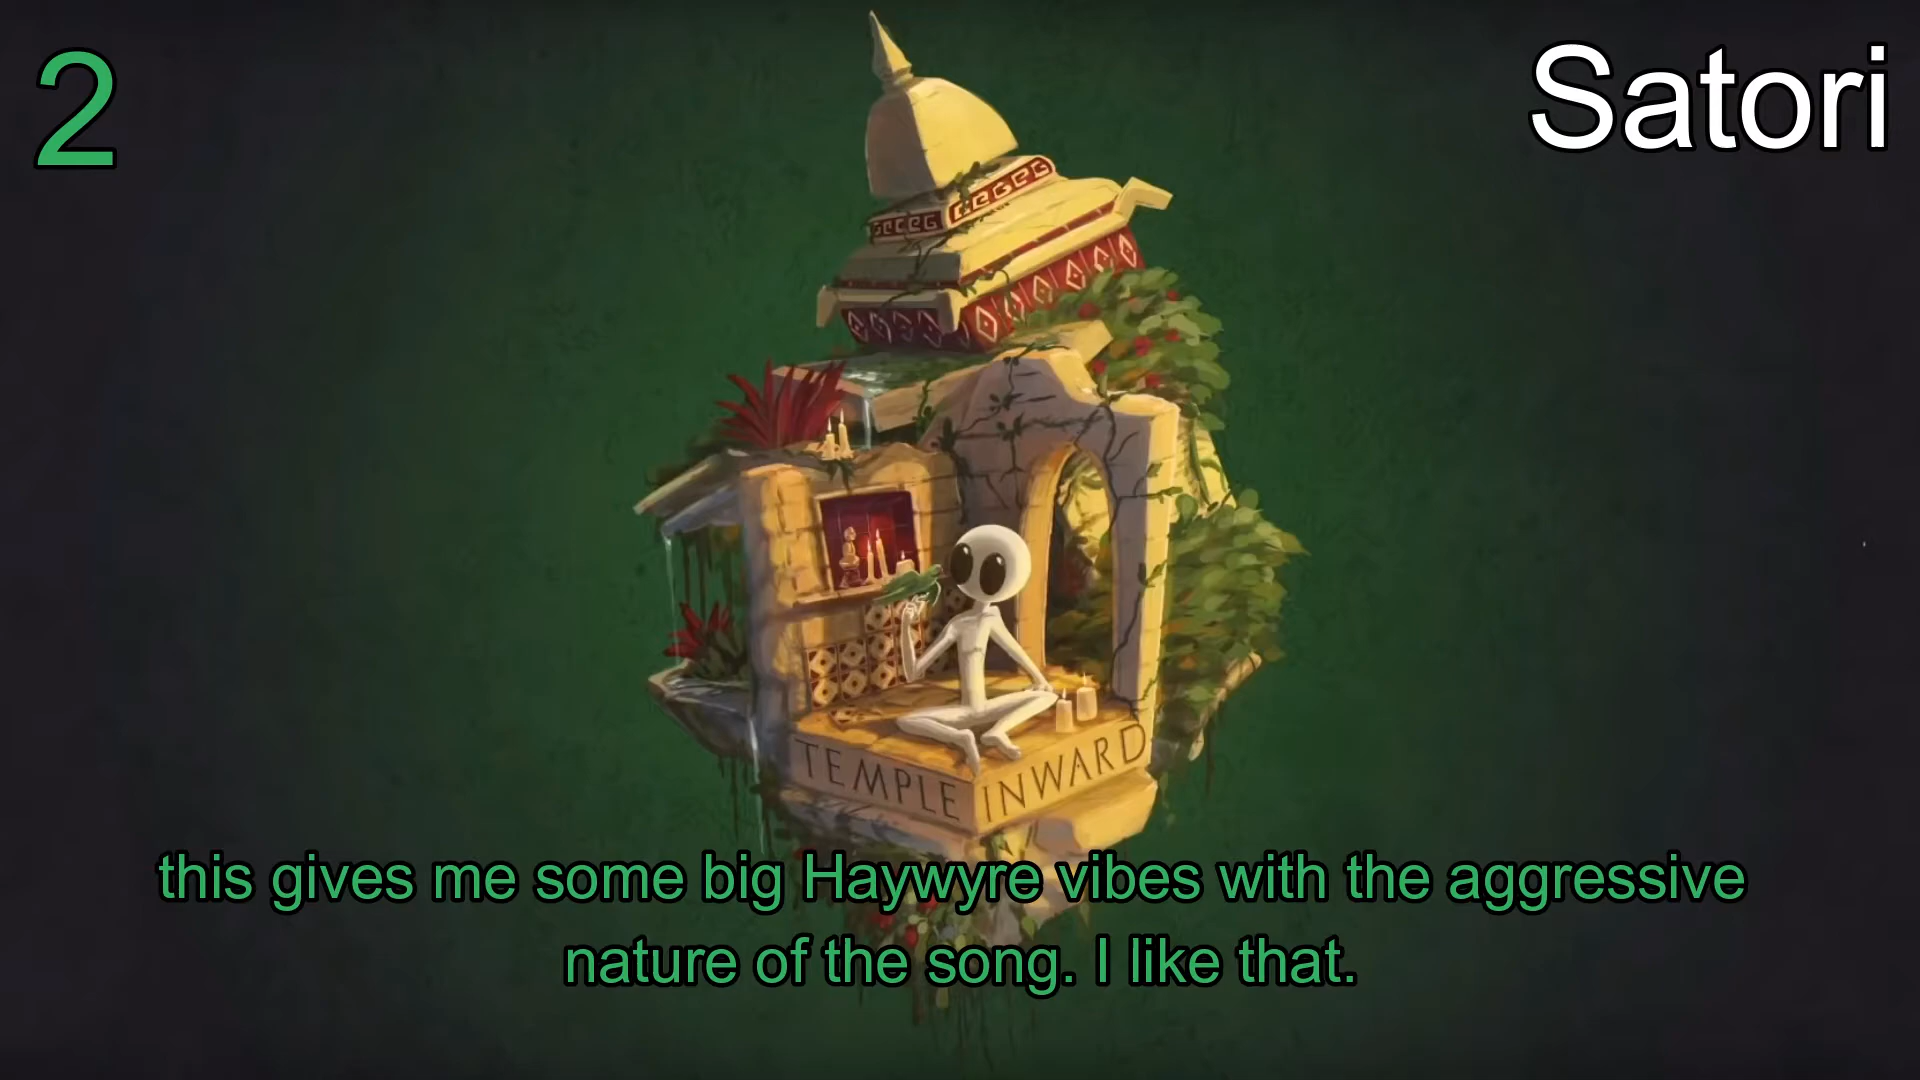 2
Satori
TEMPLE INWARD
this gives me some big Haywyre vibes with the aggressive
nature of the song. I like that.